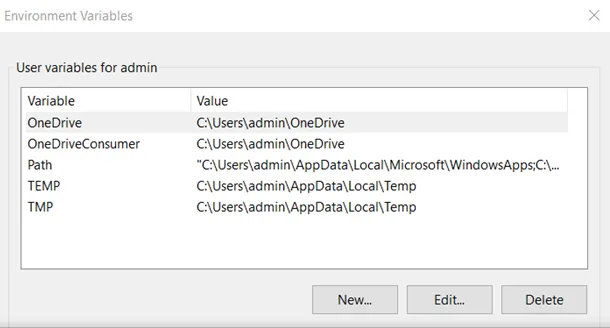 Environment Variables
User variables for admin
Variable Value
OneDrive C:\Users\admin\OneDrive
OneDriveConsumer C:\Users\admin\OneDrive
Path "C:\Users\admin\AppData\Local\Microsoft\WindowsApps;C:\...
TEMP C:\Users\admin\AppData\Local\Temp
TMP C:\Users\admin\AppData\Local\Temp
New... Edit... Delete